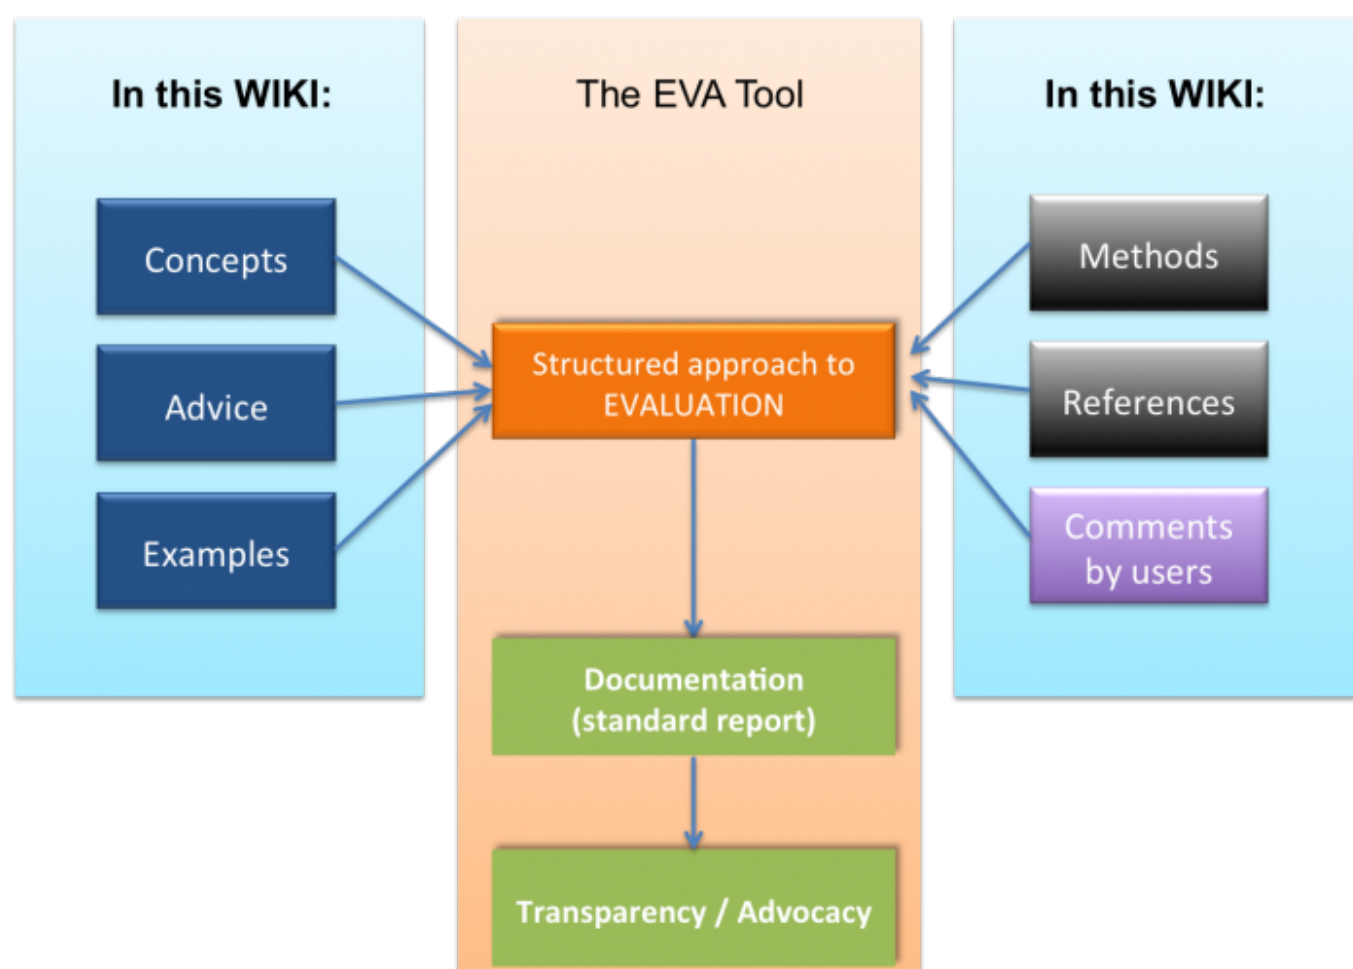 In this WIKI:
Concepts
Advice
Examples
The EVA Tool
Structured approach to
EVALUATION
Documentation
(standard report)
Transparency / Advocacy
In this WIKI:
Methods
References
Comments
by users